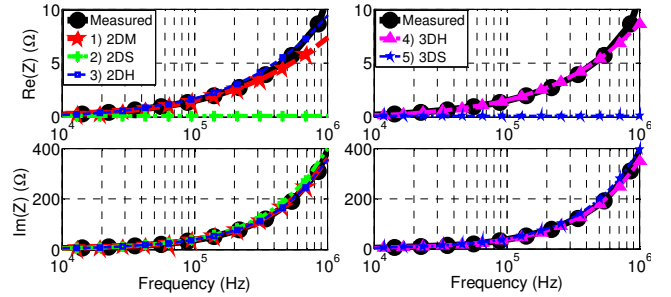 10
5
0
Re(Z) (Ω)
Measured
1) 2DM
2) 2DS
3) 2DH
10^4
10^5
10^6
10
5
0
Measured
4) 3DH
5) 3DS
10^4
10^5
10^6
400
200
0
Im(Z) (Ω)
10^4
10^5
10^6
Frequency (Hz)
400
200
0
10^4
10^5
10^6
Frequency (Hz)